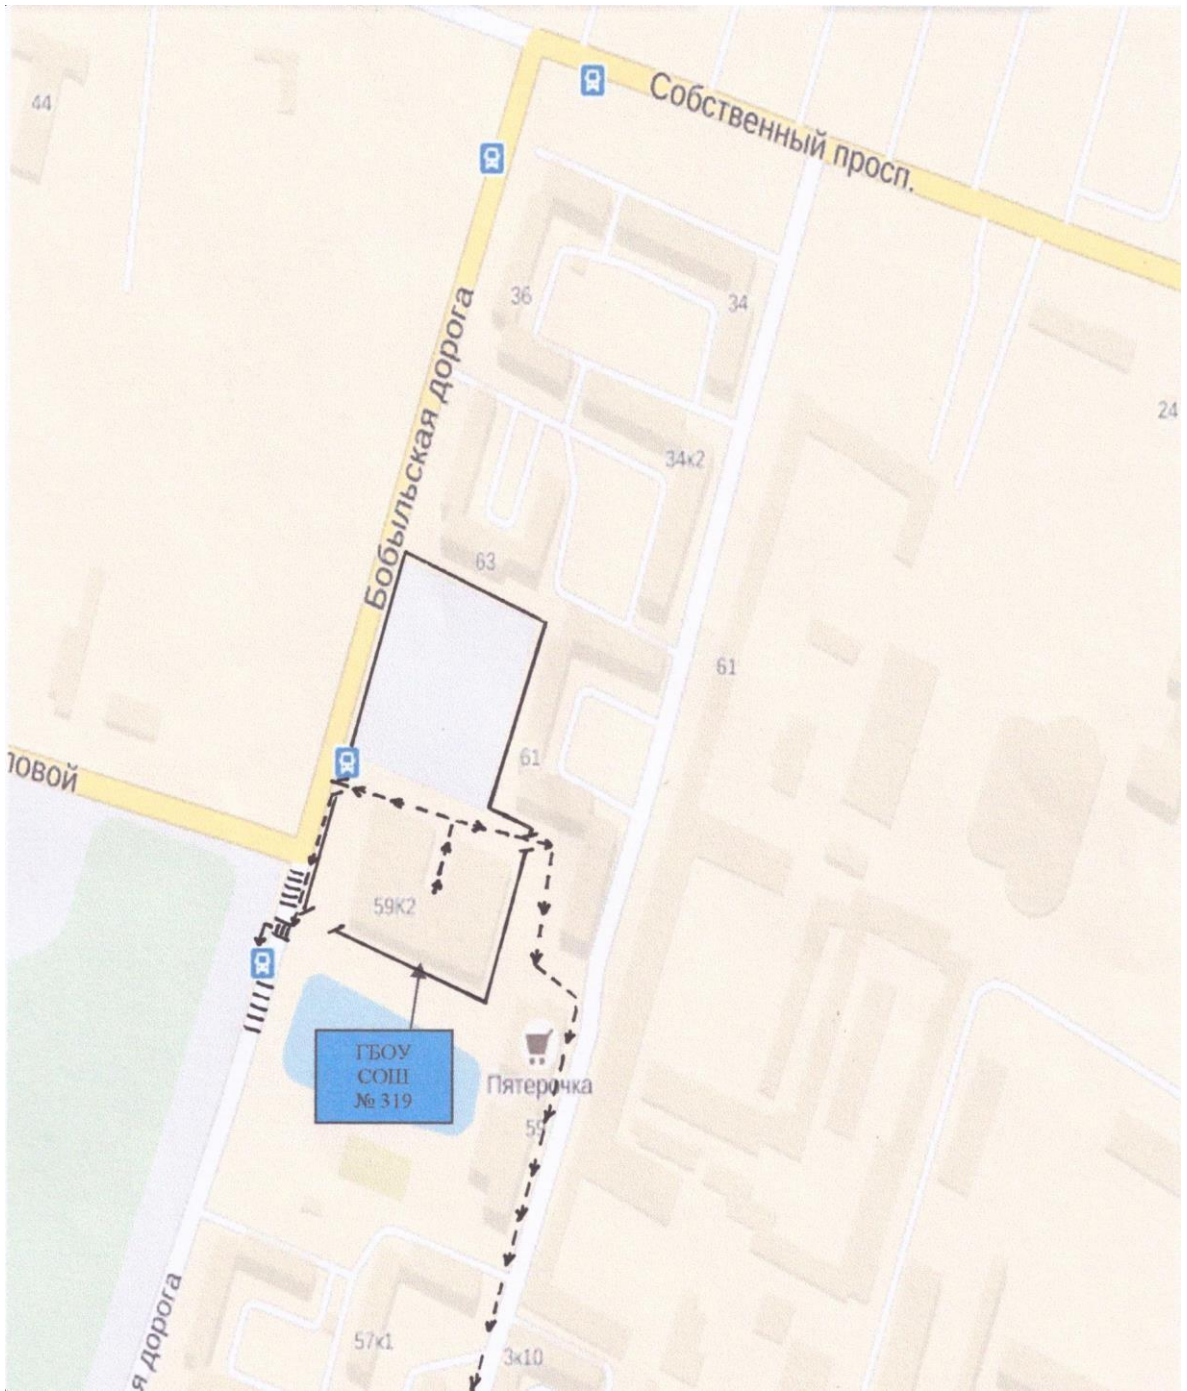 44
Собственный просп.
36
34
Бобыльская дорога
24
34к2
63
61
61
ловой
59К2
ГБОУ
СОШ
№ 319
Пятерочка
59
я дорога
57к1
3к10